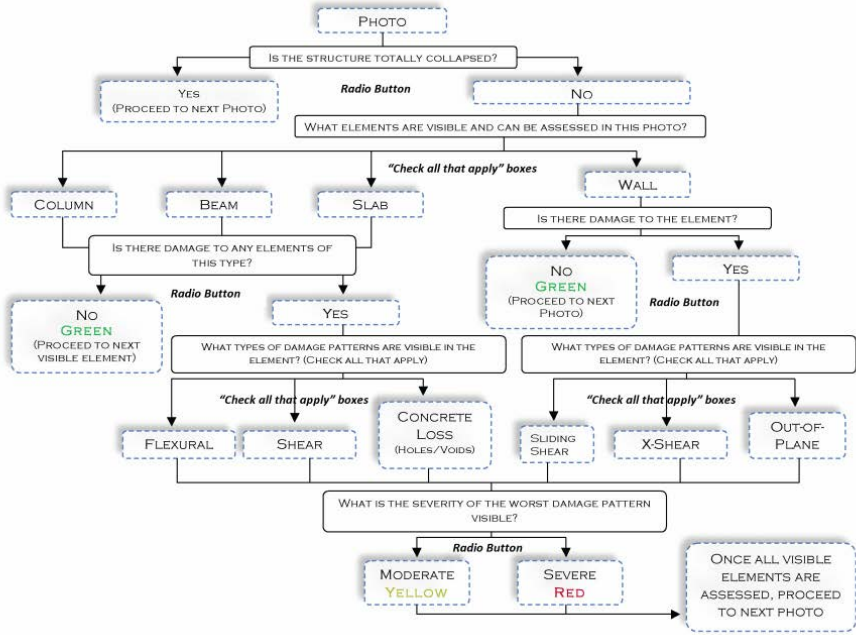 PHOTO
IS THE STRUCTURE TOTALLY COLLAPSED?
YES
(PROCEED TO NEXT PHOTO)
Radio Button
NO
WHAT ELEMENTS ARE VISIBLE AND CAN BE ASSESSED IN THIS PHOTO?
“Check all that apply” boxes
COLUMN
BEAM
SLAB
WALL
IS THERE DAMAGE TO ANY ELEMENTS OF
THIS TYPE?
IS THERE DAMAGE TO THE ELEMENT?
NO
GREEN
(PROCEED TO NEXT
VISIBLE ELEMENT)
Radio Button
YES
NO
GREEN
(PROCEED TO NEXT
PHOTO)
Radio Button
YES
WHAT TYPES OF DAMAGE PATTERNS ARE VISIBLE IN THE
ELEMENT? (CHECK ALL THAT APPLY)
WHAT TYPES OF DAMAGE PATTERNS ARE VISIBLE IN THE
ELEMENT? (CHECK ALL THAT APPLY)
“Check all that apply” boxes
FLEXURAL
SHEAR
CONCRETE
LOSS
(HOLES/VOIDS)
“Check all that apply” boxes
SLIDING
SHEAR
X-SHEAR
OUT-OF-
PLANE
WHAT IS THE SEVERITY OF THE WORST DAMAGE PATTERN
VISIBLE?
Radio Button
MODERATE
YELLOW
SEVERE
RED
ONCE ALL VISIBLE
ELEMENTS ARE
ASSESSED, PROCEED
TO NEXT PHOTO